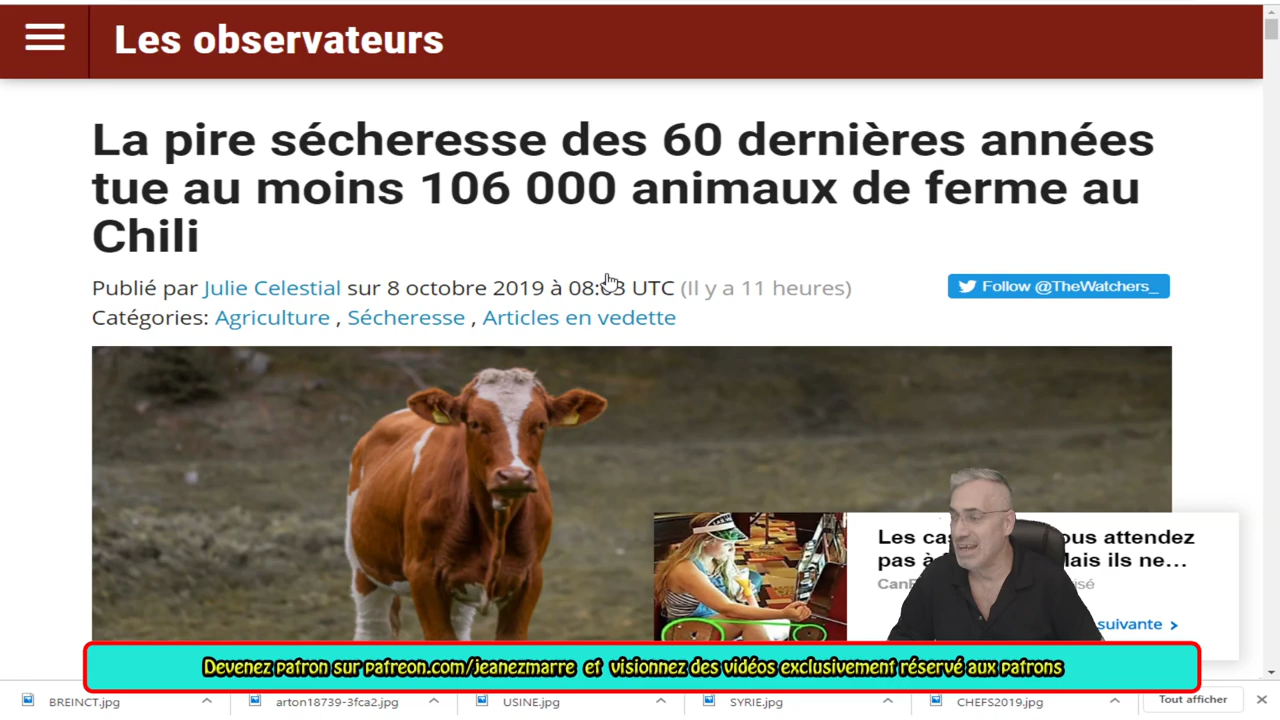 Les observateurs
La pire sécheresse des 60 dernières années
tue au moins 106 000 animaux de ferme au
Chili
Publié par Julie Celestial sur 8 octobre 2019 à 08: 3 UTC (Il y a 11 heures)
Follow @TheWatchers_
Catégories: Agriculture , Sécheresse , Articles en vedette
Les ous attendez
pas à lais ils ne…
suivante >
Devenez patron sur patreon.com/jeanezmarre et visionnez des vidéos exclusivement réservé aux patrons
BREINCT.jpg
arton18739-3fca2.jpg
USINE.jpg
SYRIE.jpg
CHEFS2019.jpg
Tout afficher